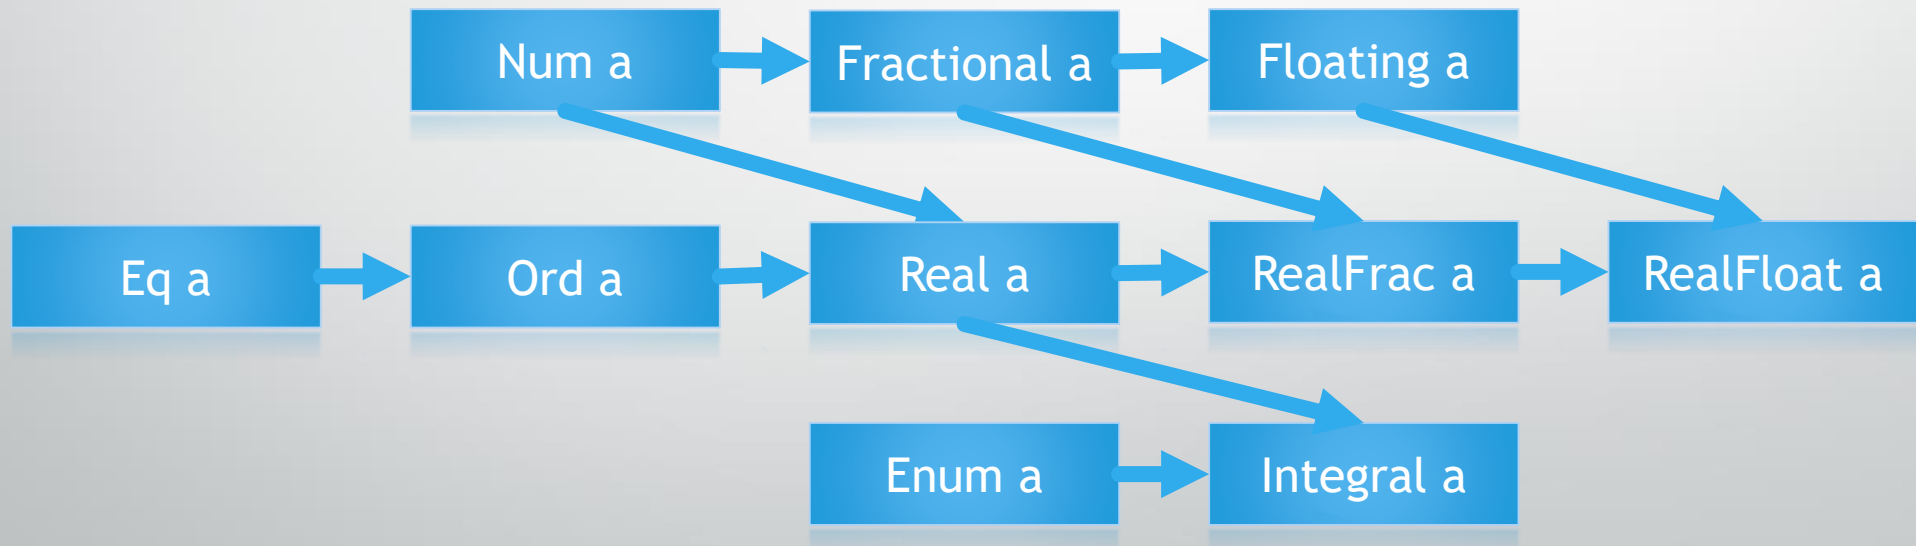 Num a
Fractional a
Floating a
Eq a
Ord a
Real a
RealFrac a
RealFloat a
Enum a
Integral a